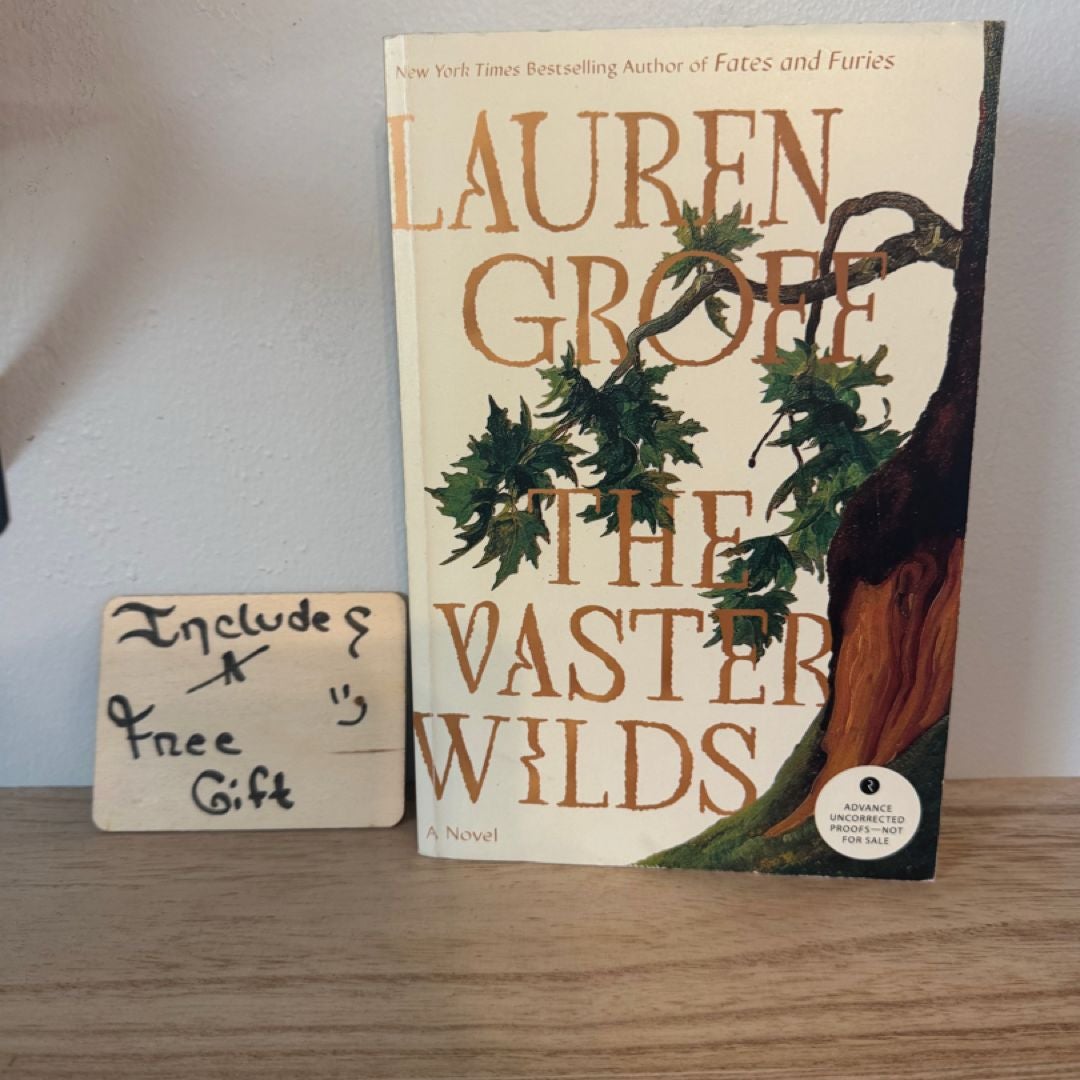 Includes
A
Free
Gift
New York Times Bestselling Author of Fates and Furies
LAUREN
GROFF
THE
VASTER
WILDS
A Novel
ADVANCE
UNCORRECTED
PROOFS—NOT
FOR SALE